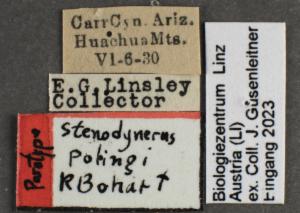 CarrCyn. Ariz.
HuachuaMts.
VI-6-30
E. G. Linsley
Collector
Paratype
Stenodynerus
Potingi
RBohart
Biologiezentrum Linz
Austria (LI)
ex. Coll. J. Gusenleitner
Eingang 2023